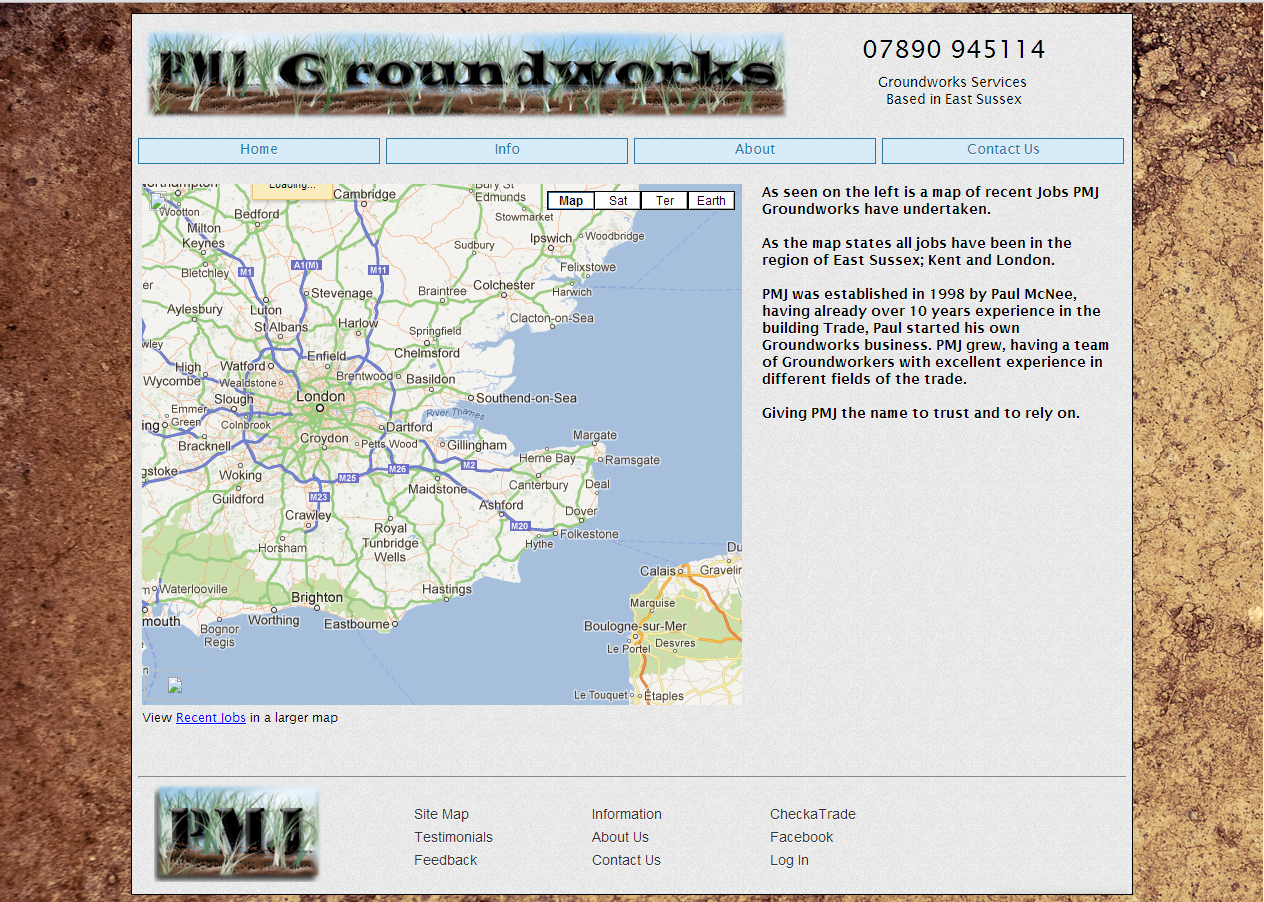 PMJ Groundworks
07890 945114
Groundworks Services
Based in East Sussex
Home
Info
About
Contact Us
Loading...
Map
Sat
Ter
Earth
Northampton
Wootton
Cambridge
Bury St
Edmunds
Stowmarket
Bedford
Milton
Keynes
Ipswich
Woodbridge
Sudbury
Bletchley
M1
A1(M)
M11
Felixstowe
er
Stevenage
Braintree
Colchester
Harwich
Aylesbury
Luton
Clacton-on-Sea
St Albans
Harlow
Springfield
wley
Chelmsford
Enfield
High
Wycombe
Watford
Brentwood
Basildon
Wealdstone
Slough
London
Southend-on-Sea
Emmer
Green
ing
Colnbrook
River Thames
Dartford
Croydon
Petts Wood
Gillingham
Margate
Bracknell
Herne Bay
Ramsgate
gstoke
Woking
M25
M26
M2
Canterbury
Deal
Guildford
M23
Maidstone
Ashford
Crawley
Dover
Royal
Tunbridge
Wells
M20
Folkestone
Hythe
Horsham
Du
Calais
Gravelin
m
Waterlooville
Hastings
Brighton
Marquise
mouth
Worthing
Eastbourne
Bognor
Regis
Boulogne-sur-Mer
Le Portel
Desvres
n
Le Touquet
Étaples
View Recent Jobs in a larger map
As seen on the left is a map of recent Jobs PMJ
Groundworks have undertaken.
As the map states all jobs have been in the
region of East Sussex; Kent and London.
PMJ was established in 1998 by Paul McNee,
having already over 10 years experience in the
building Trade, Paul started his own
Groundworks business. PMJ grew, having a team
of Groundworkers with excellent experience in
different fields of the trade.
Giving PMJ the name to trust and to rely on.
PMJ
Site Map
Testimonials
Feedback
Information
About Us
Contact Us
CheckaTrade
Facebook
Log In